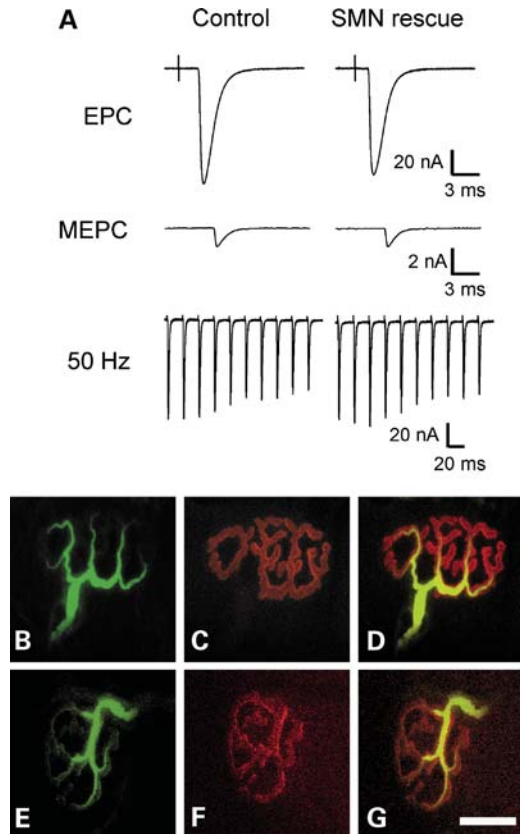 A
Control SMN rescue
EPC
20 nA
3 ms
MEPC
2 nA
3 ms
50 Hz
20 nA
20 ms
B C D
E F G